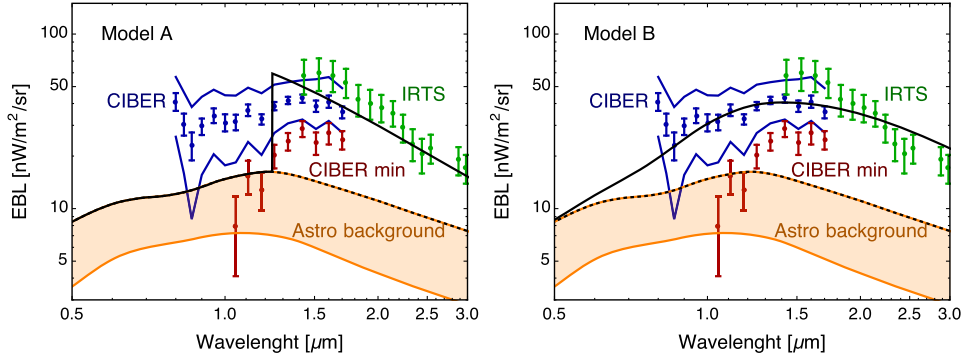 Model A
CIBER
IRTS
CIBER min
Astro background
EBL [nW/m²/sr]
100
50
10
5
0.5
1.0
1.5
2.0
2.5
3.0
Wavelenght [μm]
Model B
CIBER
IRTS
CIBER min
Astro background
EBL [nW/m²/sr]
100
50
10
5
0.5
1.0
1.5
2.0
2.5
3.0
Wavelenght [μm]